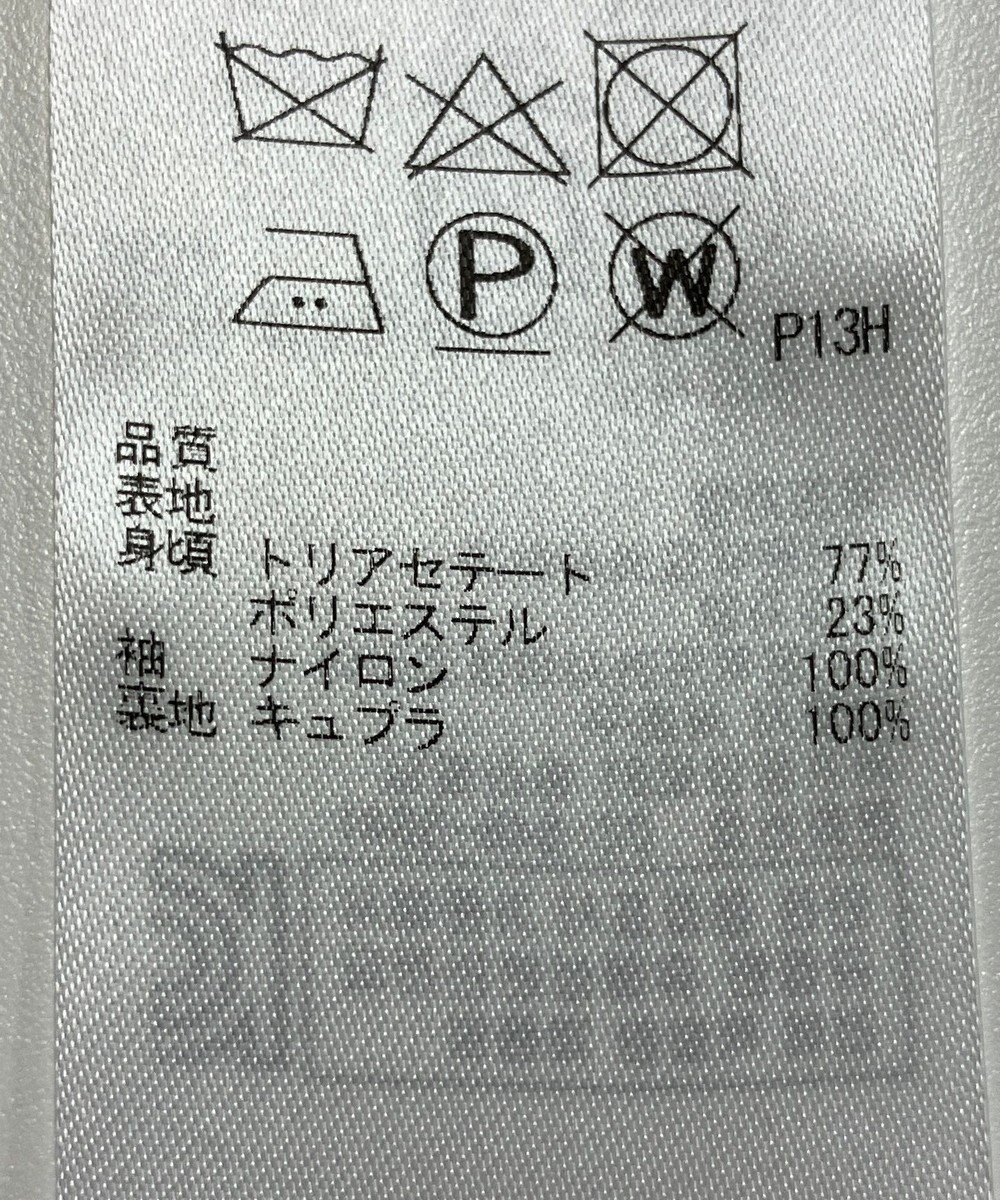 P W P13H
品質
表地
身頃 トリアセテート 77%
ポリエステル 23%
袖 ナイロン 100%
裏地 キュプラ 100%